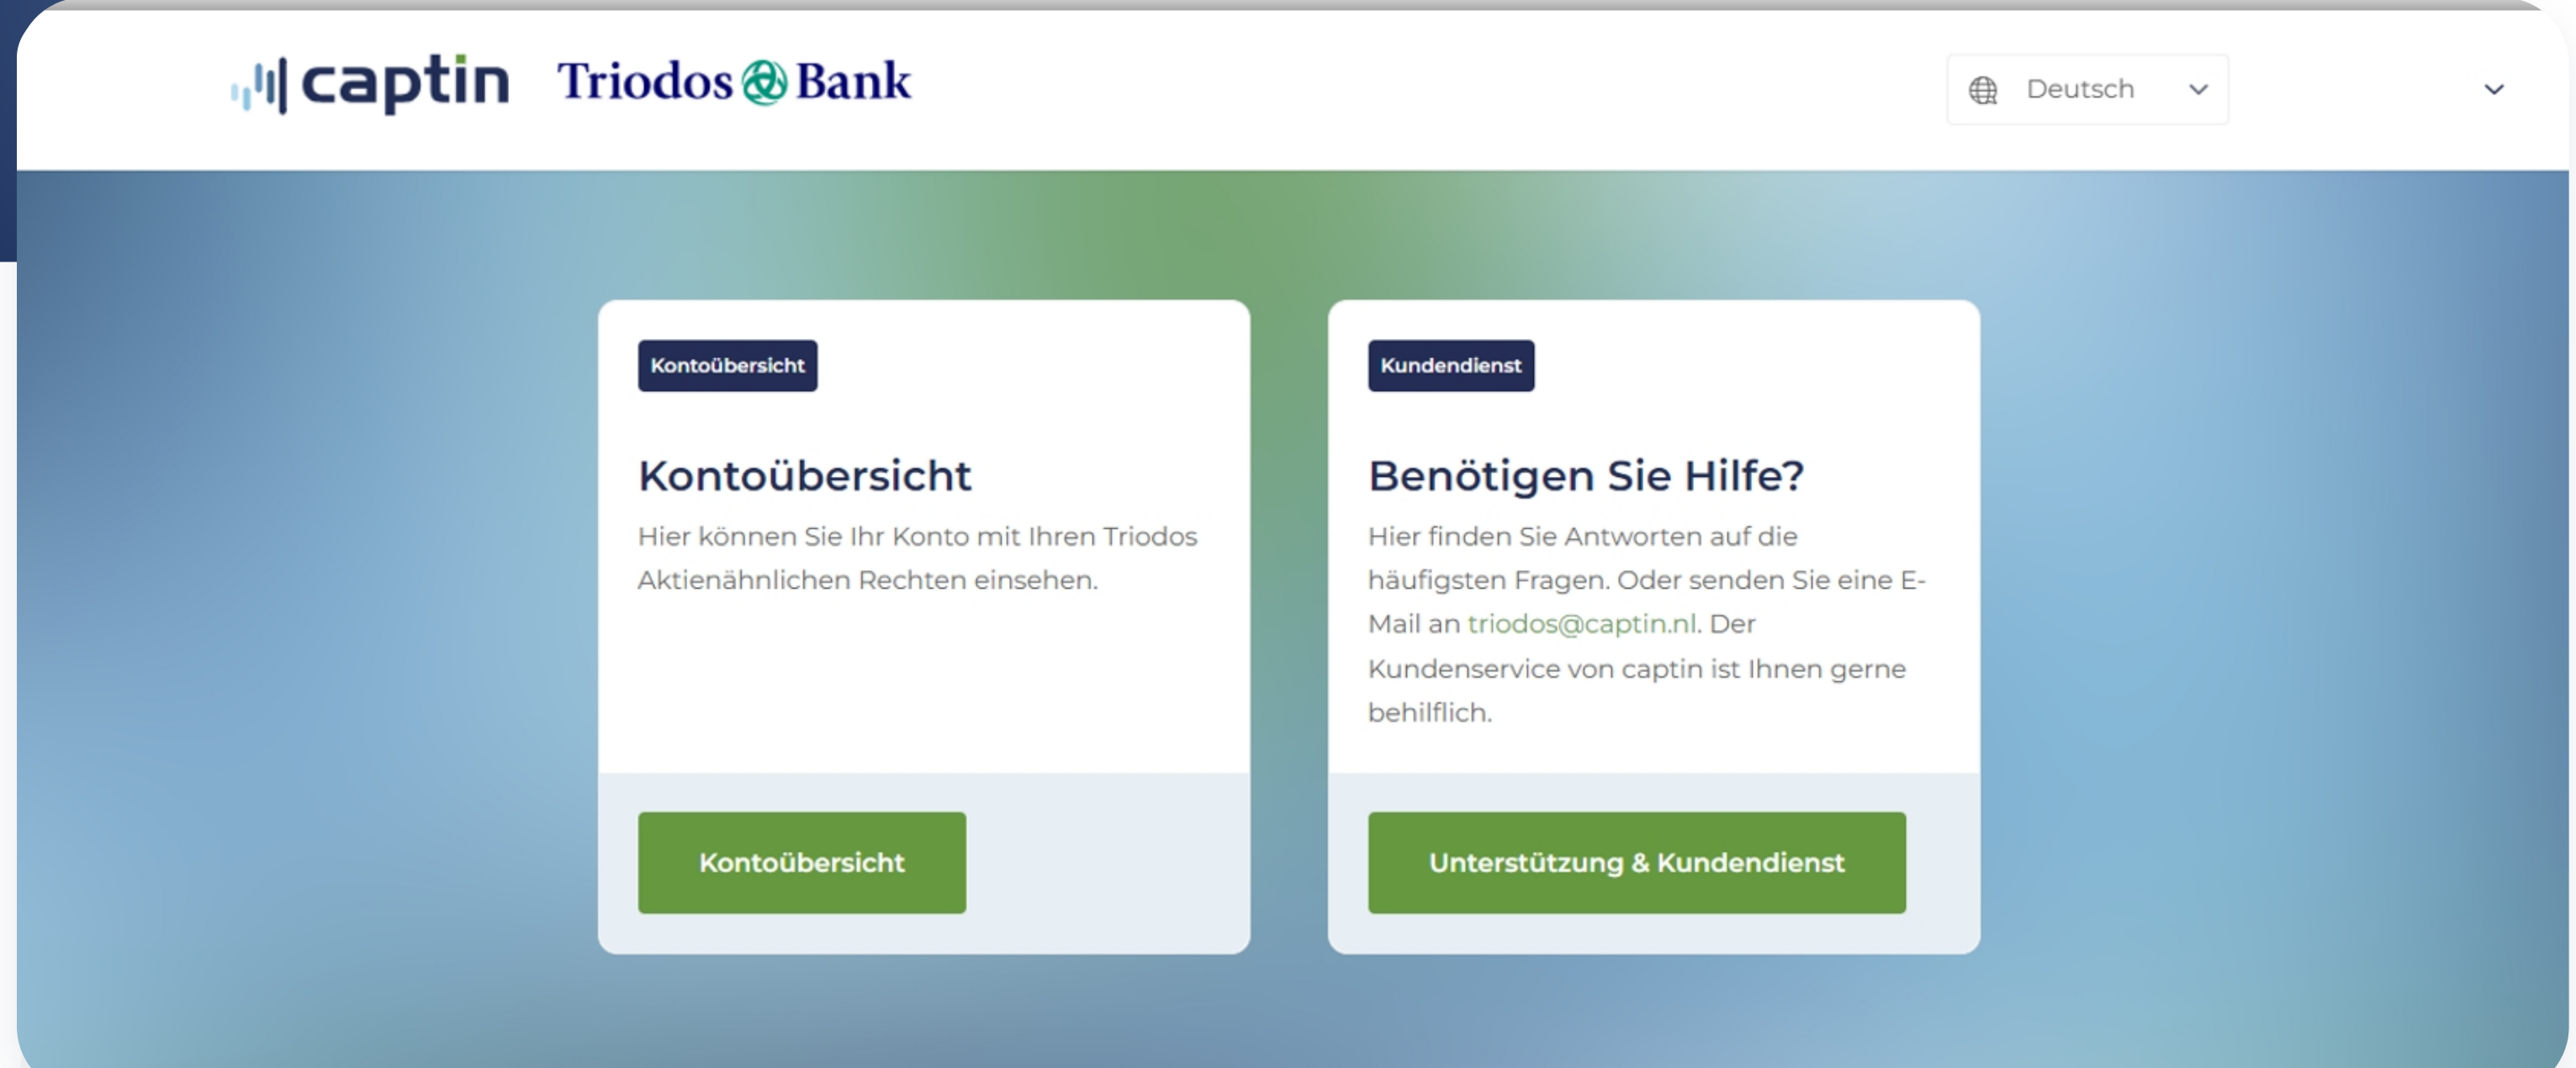 captin Triodos Bank Deutsch
Kontoübersicht
Kontoübersicht
Hier können Sie Ihr Konto mit Ihren Triodos
Aktienähnlichen Rechten einsehen.
Kontoübersicht
Kundendienst
Benötigen Sie Hilfe?
Hier finden Sie Antworten auf die
häufigsten Fragen. Oder senden Sie eine E-
Mail an triodos@captin.nl. Der
Kundenservice von captin ist Ihnen gerne
behilflich.
Unterstützung & Kundendienst